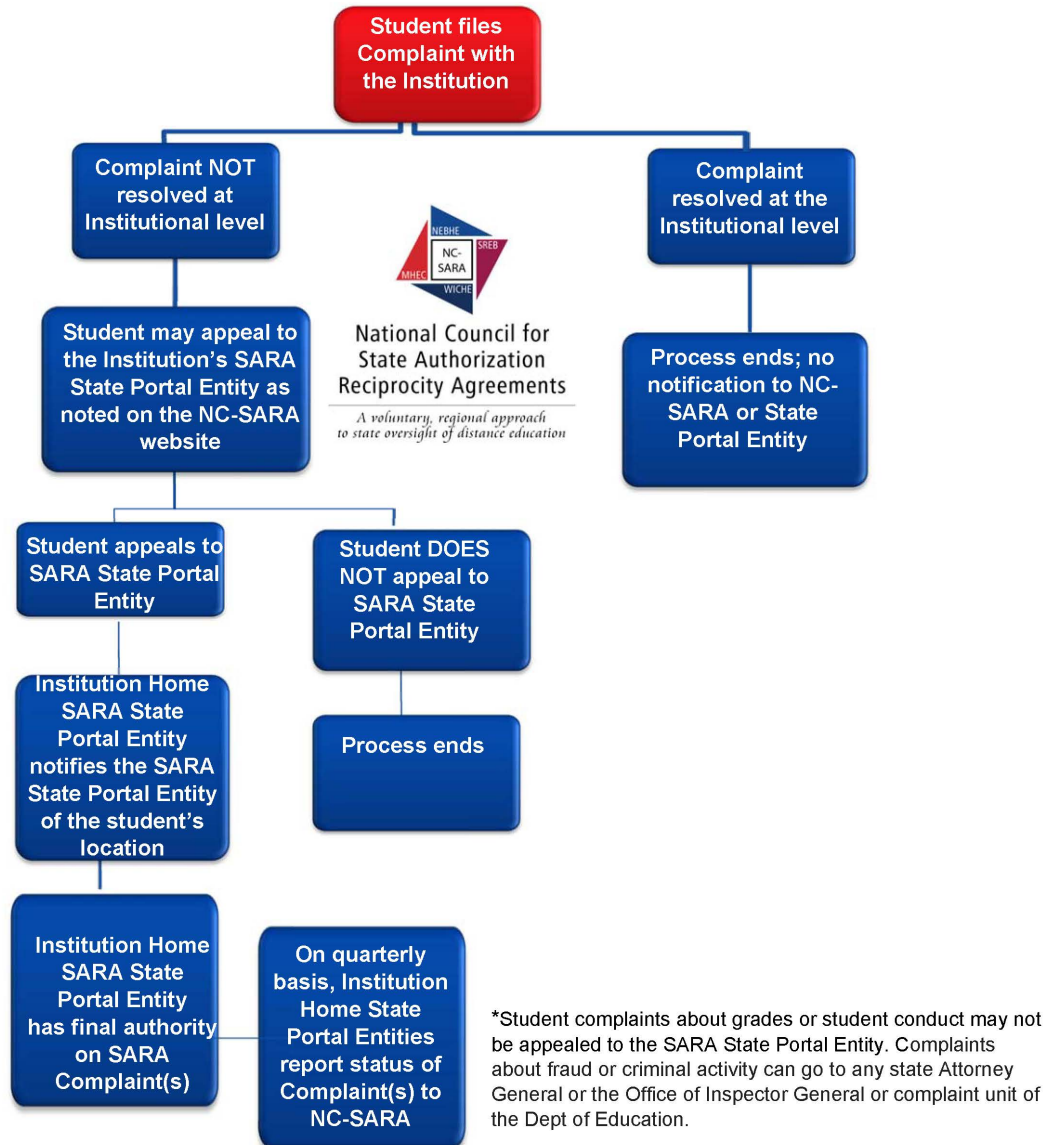 Student files
Complaint with
the Institution
Complaint NOT
resolved at
Institutional level
Complaint
resolved at the
Institutional level
NEBHE
SREB
NC-
SARA
MHEC
WICHE
National Council for
State Authorization
Reciprocity Agreements
A voluntary, regional approach
to state oversight of distance education
Student may appeal to
the Institution’s SARA
State Portal Entity as
noted on the NC-SARA
website
Process ends; no
notification to NC-
SARA or State
Portal Entity
Student appeals to
SARA State Portal
Entity
Student DOES
NOT appeal to
SARA State
Portal Entity
Institution Home
SARA State
Portal Entity
notifies the SARA
State Portal Entity
of the student’s
location
Process ends
Institution Home
SARA State
Portal Entity
has final authority
on SARA
Complaint(s)
On quarterly
basis, Institution
Home State
Portal Entities
report status of
Complaint(s) to
NC-SARA
*Student complaints about grades or student conduct may not
be appealed to the SARA State Portal Entity. Complaints
about fraud or criminal activity can go to any state Attorney
General or the Office of Inspector General or complaint unit of
the Dept of Education.